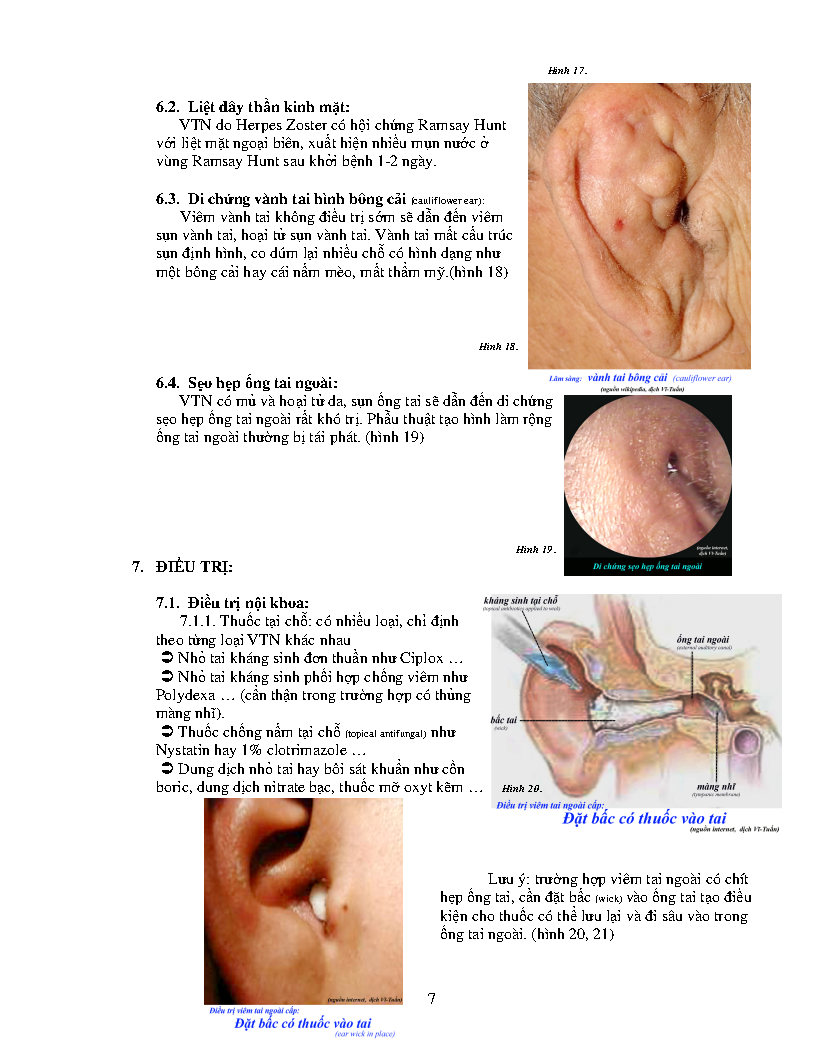 Hình 17.
6.2. Liệt dây thần kinh mặt:
VTN do Herpes Zoster có hội chứng Ramsay Hunt
với liệt mặt ngoại biên, xuất hiện nhiều mụn nước ở
vùng Ramsay Hunt sau khởi bệnh 1-2 ngày.
6.3. Di chứng vành tai hình bông cải (cauliflower ear):
Viêm vành tai không điều trị sớm sẽ dẫn đến viêm
sụn vành tai, hoại tử sụn vành tai. Vành tai mất cấu trúc
sụn định hình, co dúm lại nhiều chỗ có hình dạng như
một bông cải hay cái nấm mèo, mất thẩm mỹ.(hình 18)
Hình 18.
Lâm sàng: vành tai bông cải (cauliflower ear)
(nguồn wikipedia, dịch Vĩ-Tuấn)
6.4. Sẹo hẹp ống tai ngoài:
VTN có mủ và hoại tử da, sụn ống tai sẽ dẫn đến di chứng
sẹo hẹp ống tai ngoài rất khó trị. Phẫu thuật tạo hình làm rộng
ống tai ngoài thường bị tái phát. (hình 19)
(nguồn internet,
dịch Vĩ-Tuấn)
Hình 19.
Di chứng sẹo hẹp ống tai ngoài
7. ĐIỀU TRỊ:
7.1. Điều trị nội khoa:
7.1.1. Thuốc tại chỗ: có nhiều loại, chỉ định
theo từng loại VTN khác nhau
➲ Nhỏ tai kháng sinh đơn thuần như Ciplox …
➲ Nhỏ tai kháng sinh phối hợp chống viêm như
Polydexa … (cẩn thận trong trường hợp có thủng
màng nhĩ).
➲ Thuốc chống nấm tại chỗ (topical antifungal) như
Nystatin hay 1% clotrimazole …
➲ Dung dịch nhỏ tai hay bôi sát khuẩn như cồn
boric, dung dịch nitrate bạc, thuốc mỡ oxyt kẽm …
kháng sinh tại chỗ
(topical antibiotics applied to wick)
ống tai ngoài
(external auditory canal)
bấc tai
(wick)
màng nhĩ
(tympanic membrane)
Hình 20.
Điều trị viêm tai ngoài cấp:
Đặt bấc có thuốc vào tai
(nguồn internet, dịch Vĩ-Tuấn)
Lưu ý: trường hợp viêm tai ngoài có chít
hẹp ống tai, cần đặt bấc (wick) vào ống tai tạo điều
kiện cho thuốc có thể lưu lại và đi sâu vào trong
ống tai ngoài. (hình 20, 21)
(nguồn internet, dịch Vĩ-Tuấn)
Điều trị viêm tai ngoài cấp:
Đặt bấc có thuốc vào tai
(ear wick in place)
7